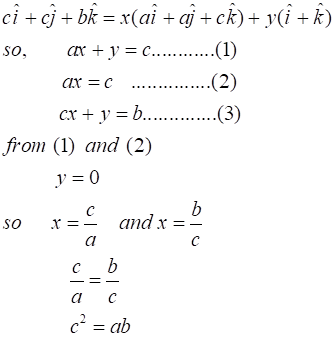 cî + cĵ + bk̂ = x(aî + aĵ + ck̂) + y(î + k̂)
so, ax + y = c............(1)
ax = c ...............(2)
cx + y = b..............(3)
from (1) and (2)
y = 0
so x = c/a and x = b/c
c/a = b/c
c² = ab